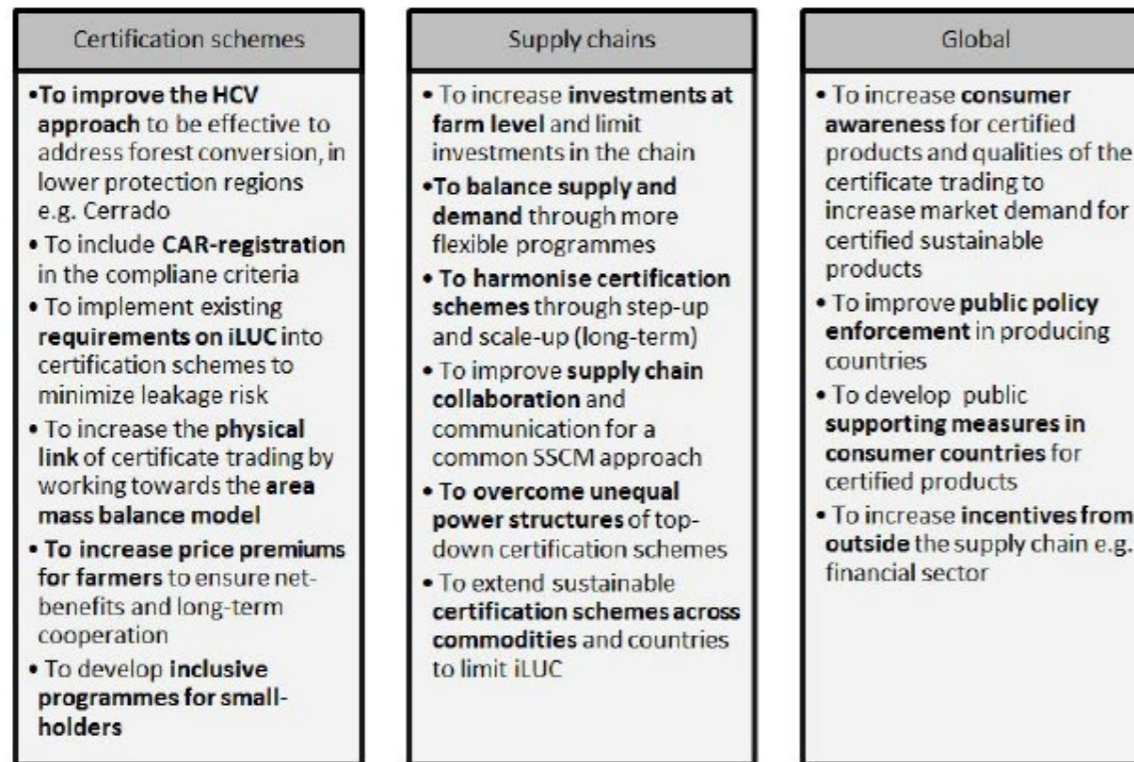 Certification schemes
•To improve the HCV
approach to be effective to
address forest conversion, in
lower protection regions
e.g. Cerrado
• To include CAR-registration
in the compliane criteria
• To implement existing
requirements on iLUC into
certification schemes to
minimize leakage risk
• To increase the physical
link of certificate trading by
working towards the area
mass balance model
• To increase price premiums
for farmers to ensure net-
benefits and long-term
cooperation
• To develop inclusive
programmes for small-
holders
Supply chains
• To increase investments at
farm level and limit
investments in the chain
•To balance supply and
demand through more
flexible programmes
• To harmonise certification
schemes through step-up
and scale-up (long-term)
• To improve supply chain
collaboration and
communication for a
common SSCM approach
• To overcome unequal
power structures of top-
down certification schemes
• To extend sustainable
certification schemes across
commodities and countries
to limit iLUC
Global
• To increase consumer
awareness for certified
products and qualities of the
certificate trading to
increase market demand for
certified sustainable
products
• To improve public policy
enforcement in producing
countries
• To develop public
supporting measures in
consumer countries for
certified products
• To increase incentives from
outside the supply chain e.g.
financial sector